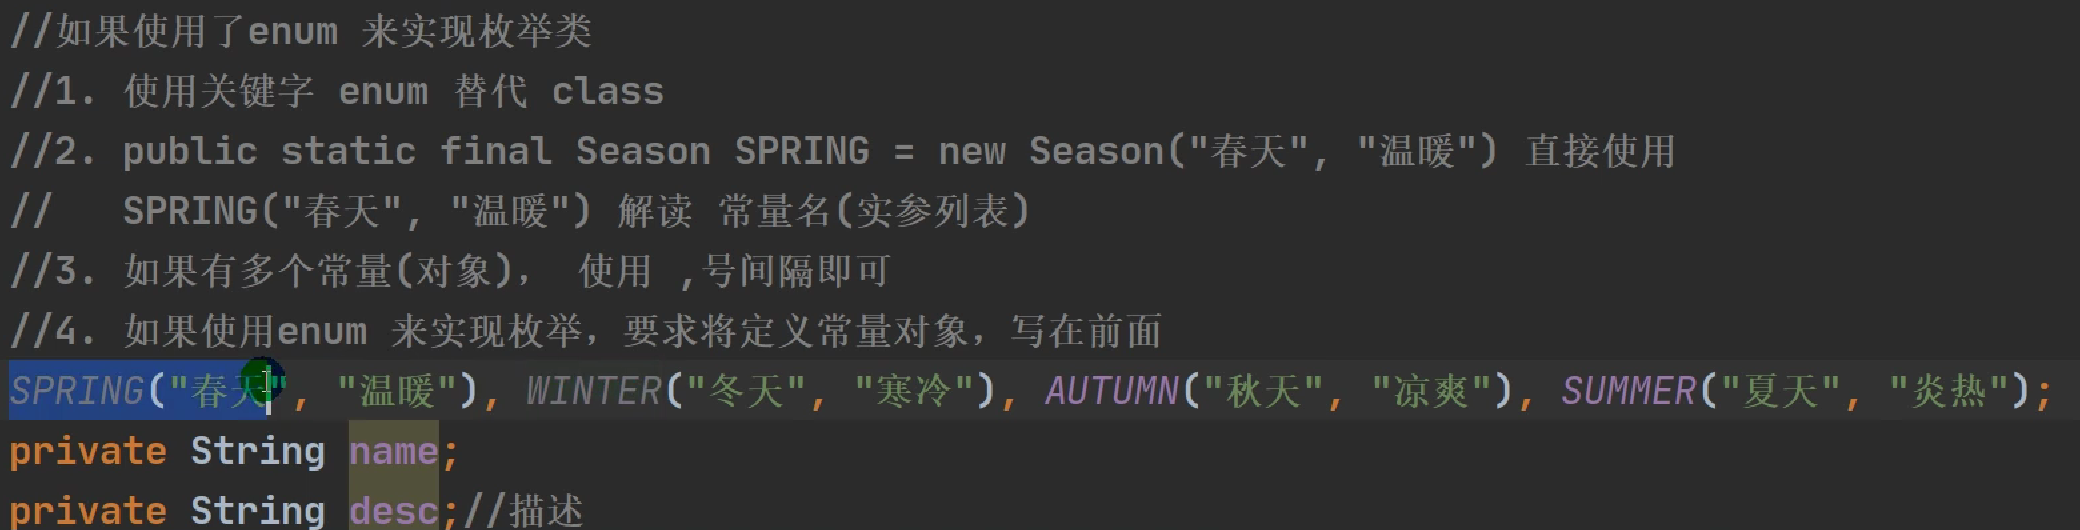 //如果使用了enum 来实现枚举类
//1. 使用关键字 enum 替代 class
//2. public static final Season SPRING = new Season("春天", "温暖") 直接使用
//   SPRING("春天", "温暖") 解读 常量名(实参列表)
//3. 如果有多个常量(对象)， 使用 ,号间隔即可
//4. 如果使用enum 来实现枚举，要求将定义常量对象，写在前面
SPRING("春天", "温暖"), WINTER("冬天", "寒冷"), AUTUMN("秋天", "凉爽"), SUMMER("夏天", "炎热");
private String name;
private String desc;//描述